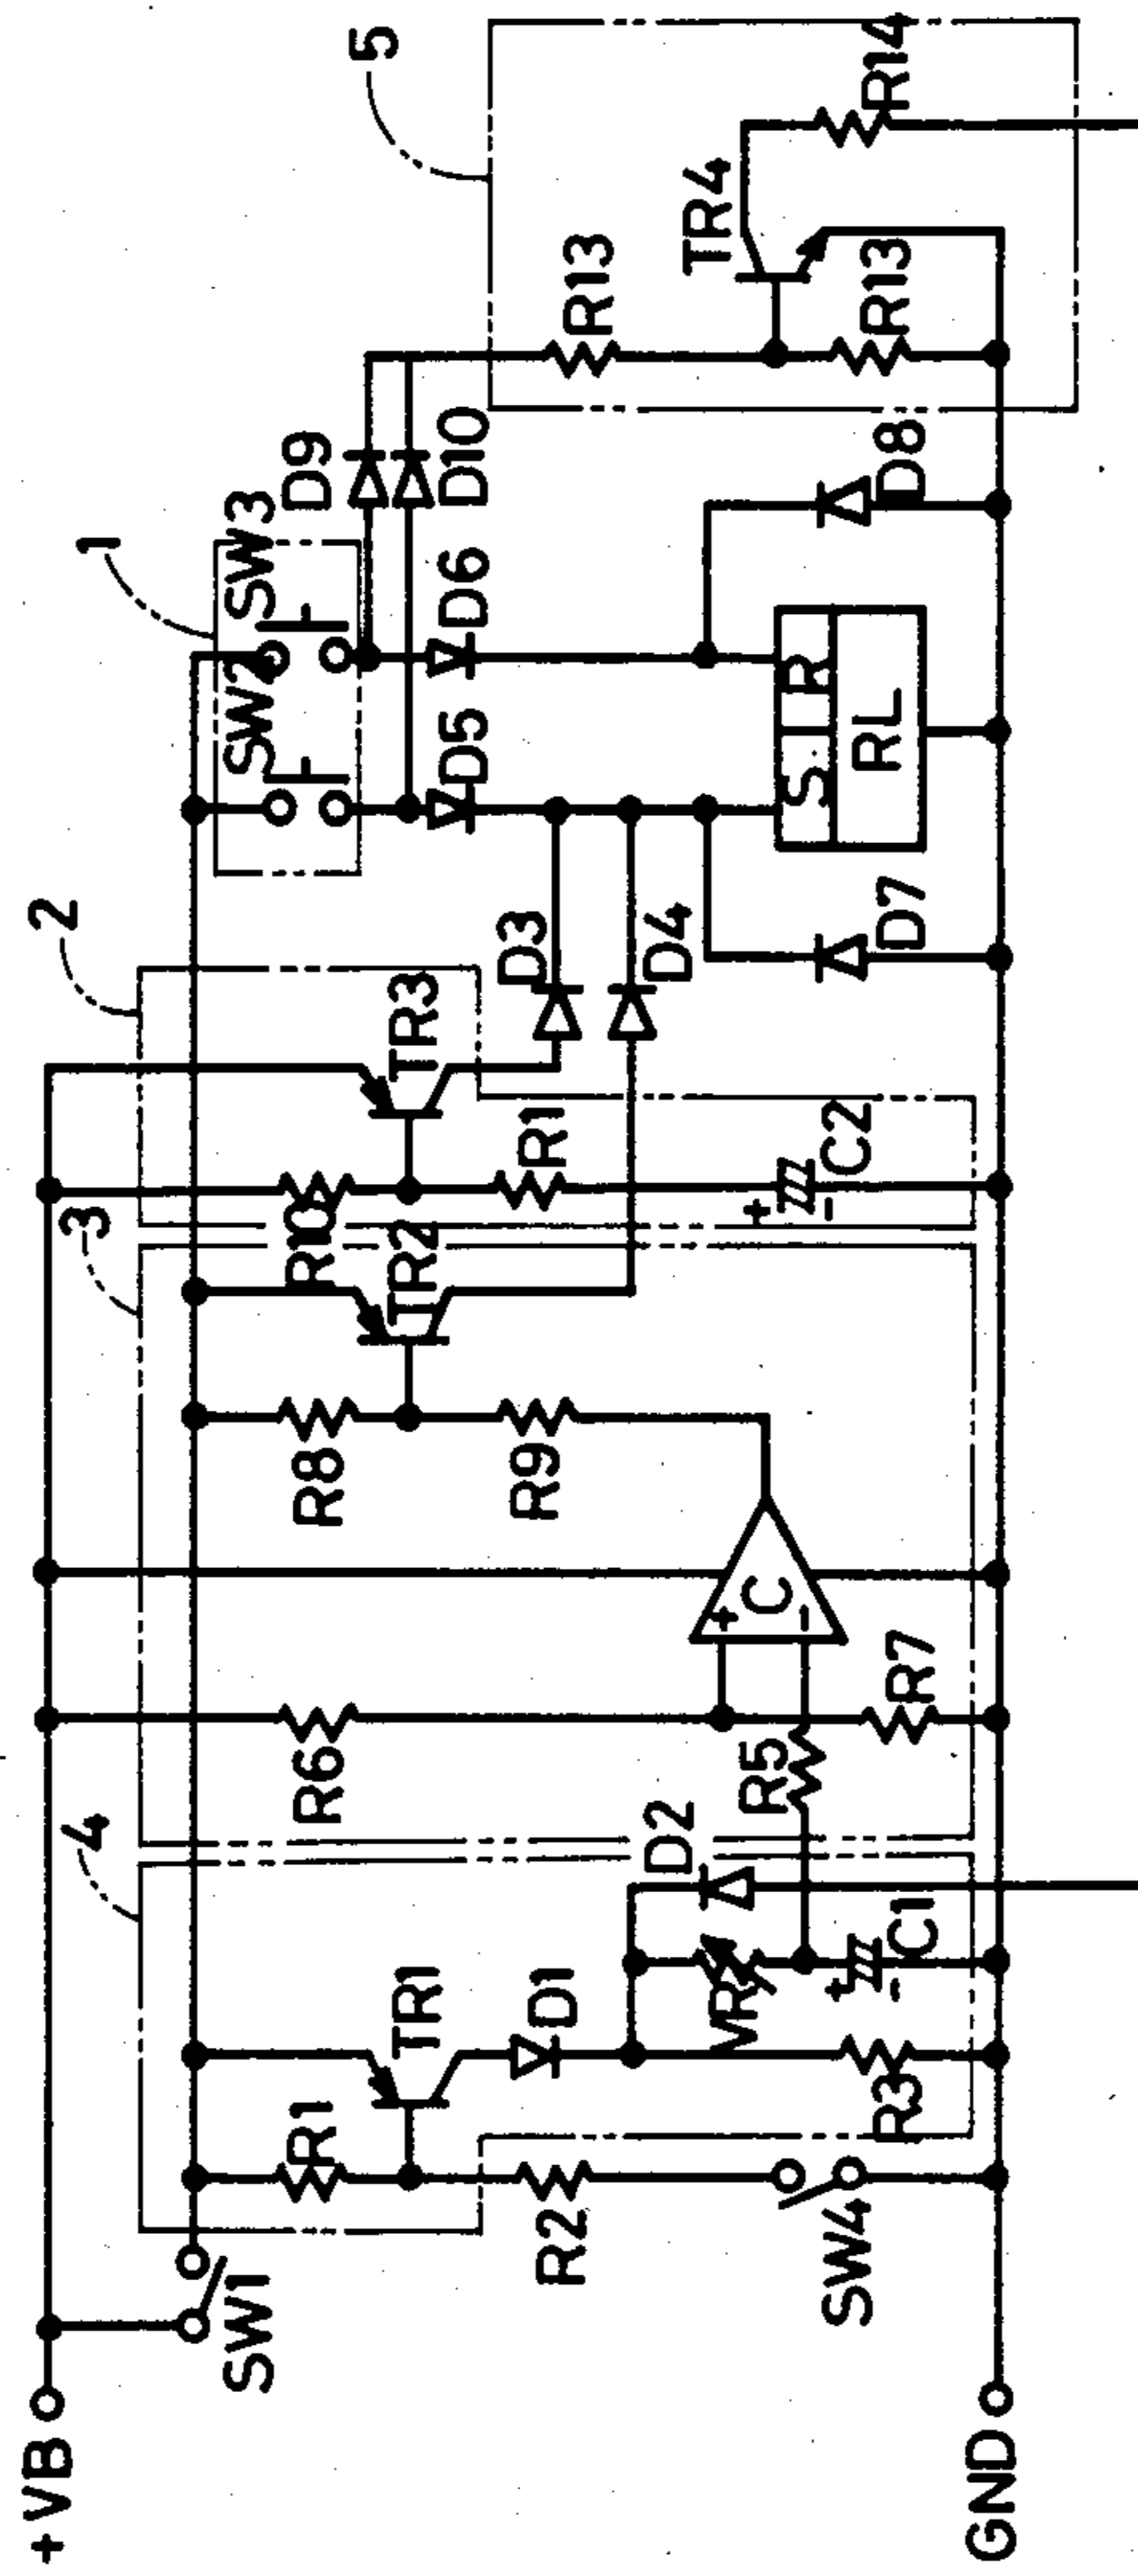 +VB
GND
SW1
R1
R2
SW4
TR1
D1
R3
VR
C1
+
-
D2
4
R6
R5
R7
C
+
-
R8
R9
TR2
3
R10
TR3
R1
C2
+
-
2
D3
D4
D7
1
SW2
SW3
D5
D6
S
R
RL
D8
D9
D10
5
R13
R13
TR4
R14